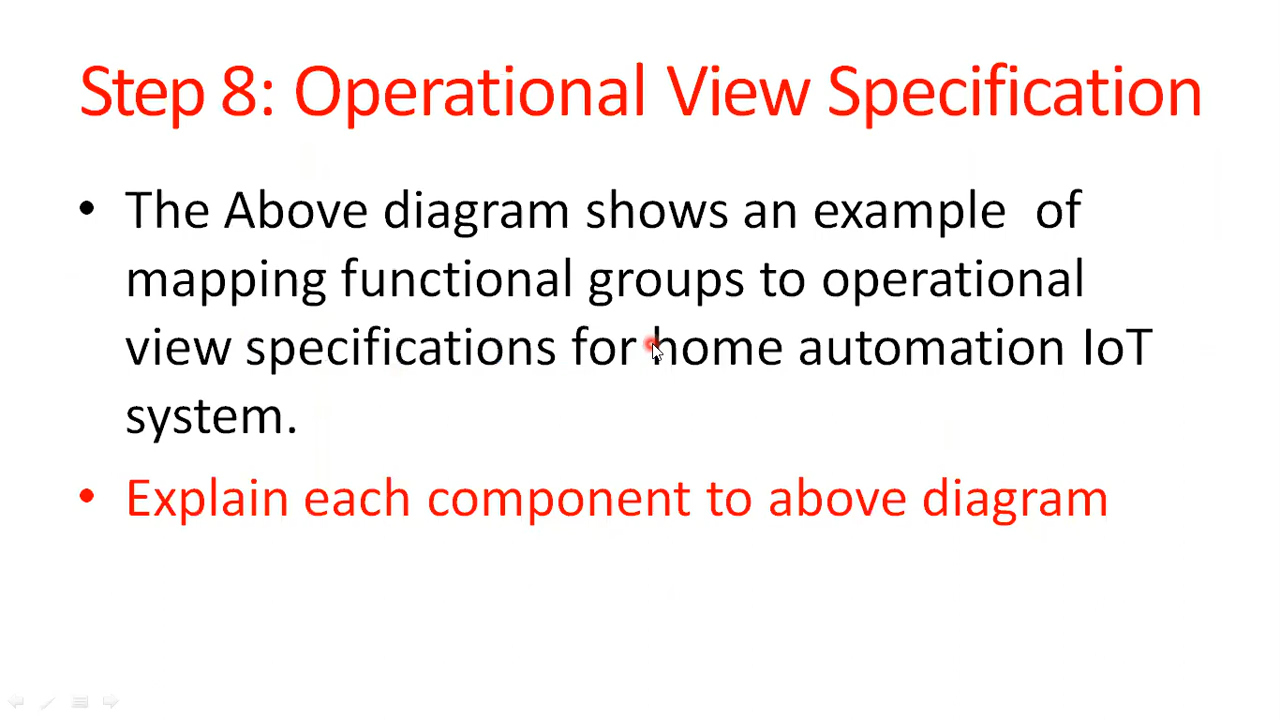 Step 8: Operational View Specification
• The Above diagram shows an example of
mapping functional groups to operational
view specifications for home automation IoT
system.
• Explain each component to above diagram